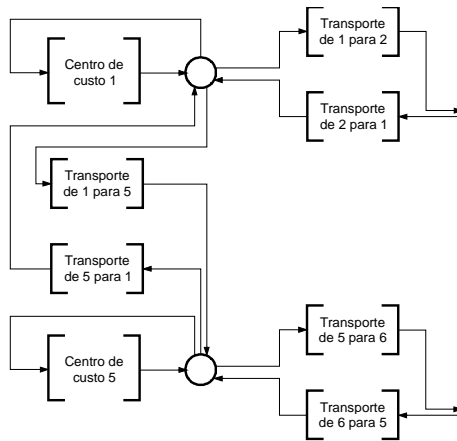 Centro de
custo 1
Transporte
de 1 para 2
Transporte
de 2 para 1
Transporte
de 1 para 5
Transporte
de 5 para 1
Centro de
custo 5
Transporte
de 5 para 6
Transporte
de 6 para 5